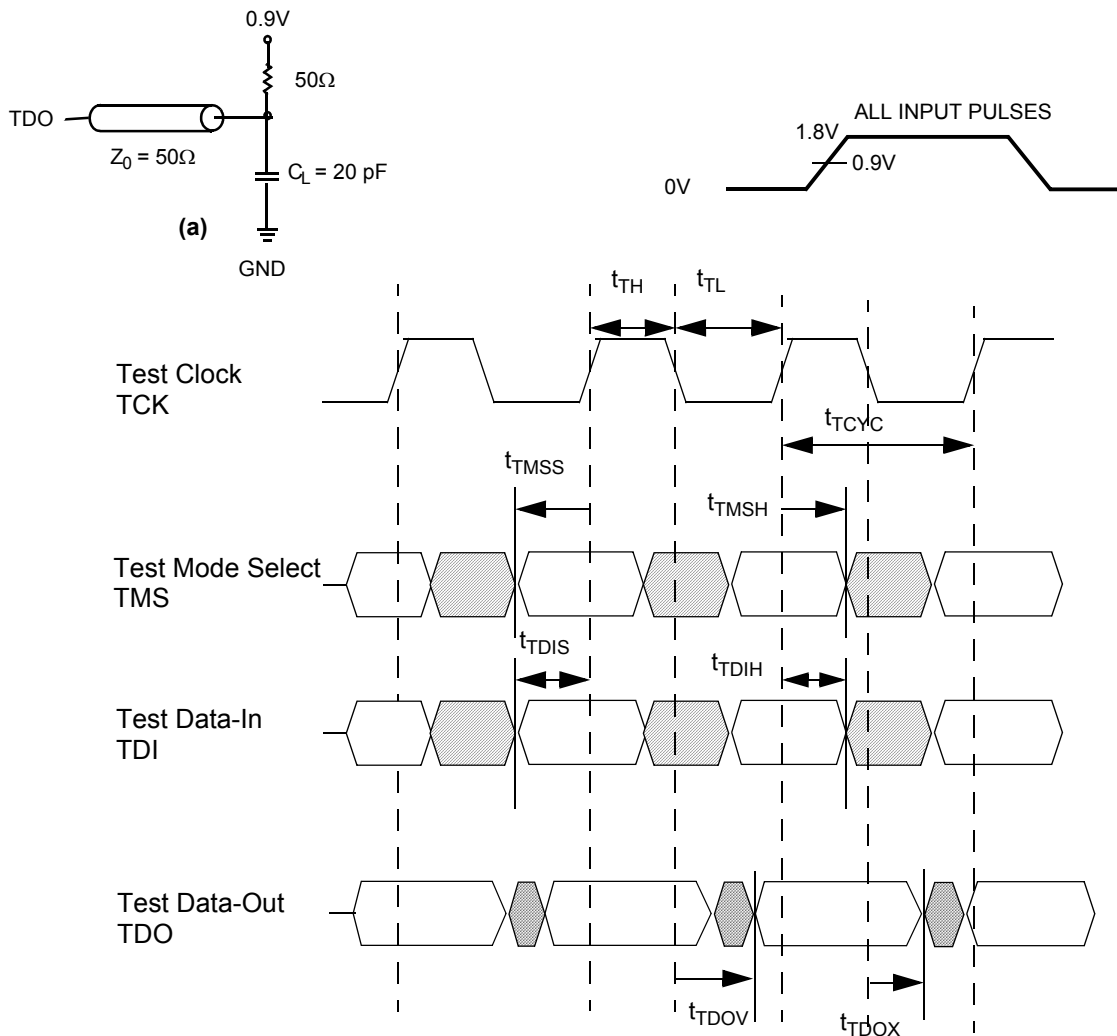 0.9V
50Ω
TDO
Z0 = 50Ω
CL = 20 pF
(a)
GND
ALL INPUT PULSES
1.8V
0.9V
0V
tTH
tTL
Test Clock
TCK
tTCYC
tTMSS
tTMSH
Test Mode Select
TMS
tTDIS
tTDIH
Test Data-In
TDI
Test Data-Out
TDO
tTDOV
tTDOX